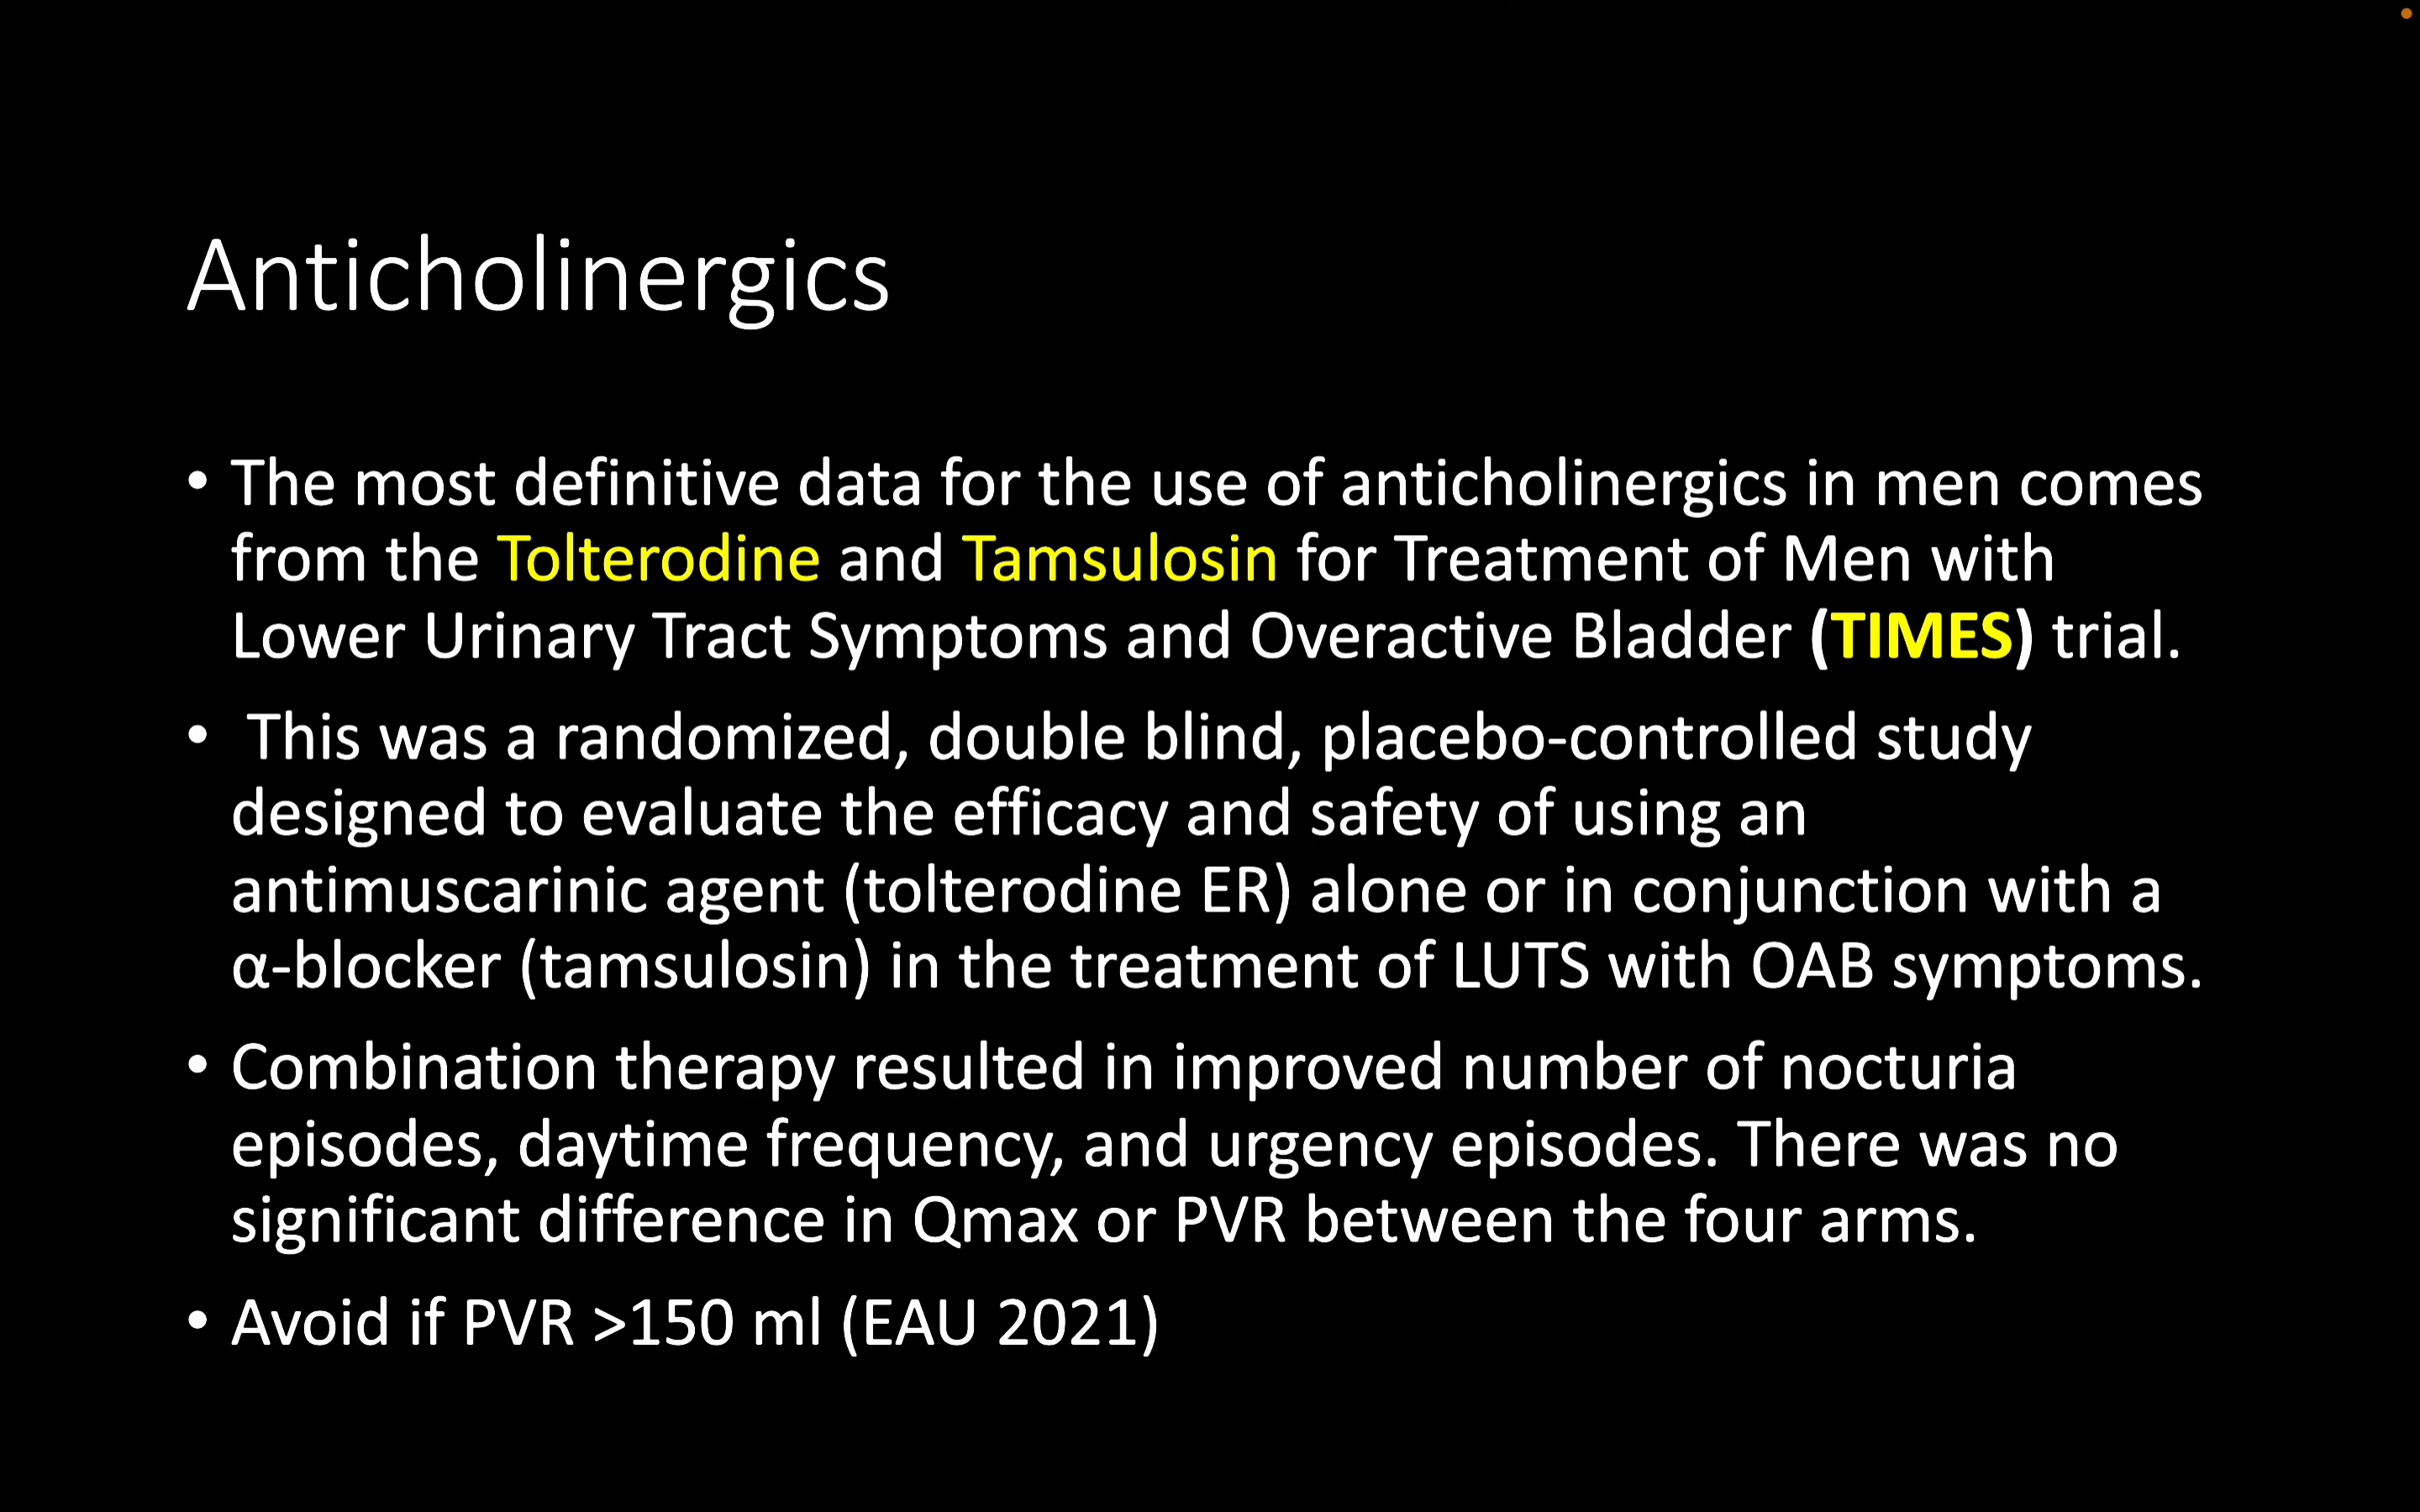 Anticholinergics
• The most definitive data for the use of anticholinergics in men comes
from the Tolterodine and Tamsulosin for Treatment of Men with
Lower Urinary Tract Symptoms and Overactive Bladder (TIMES) trial.
• This was a randomized, double blind, placebo-controlled study
designed to evaluate the efficacy and safety of using an
antimuscarinic agent (tolterodine ER) alone or in conjunction with a
α-blocker (tamsulosin) in the treatment of LUTS with OAB symptoms.
• Combination therapy resulted in improved number of nocturia
episodes, daytime frequency, and urgency episodes. There was no
significant difference in Qmax or PVR between the four arms.
• Avoid if PVR >150 ml (EAU 2021)